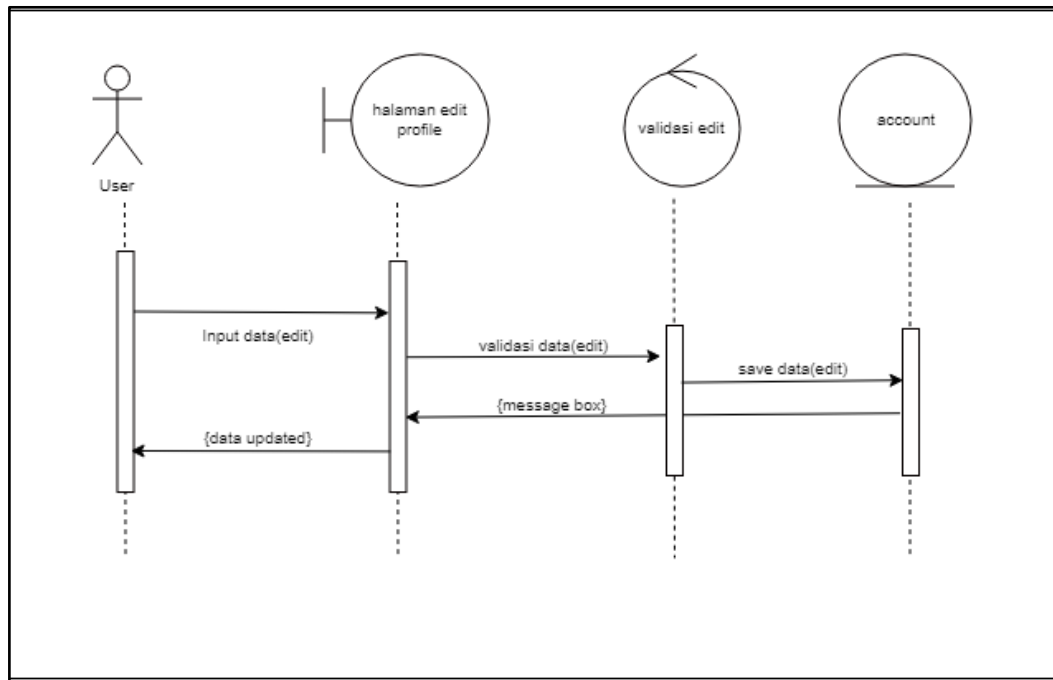 halaman edit
profile
validasi edit
account
User
Input data(edit)
validasi data(edit)
save data(edit)
{message box}
{data updated}